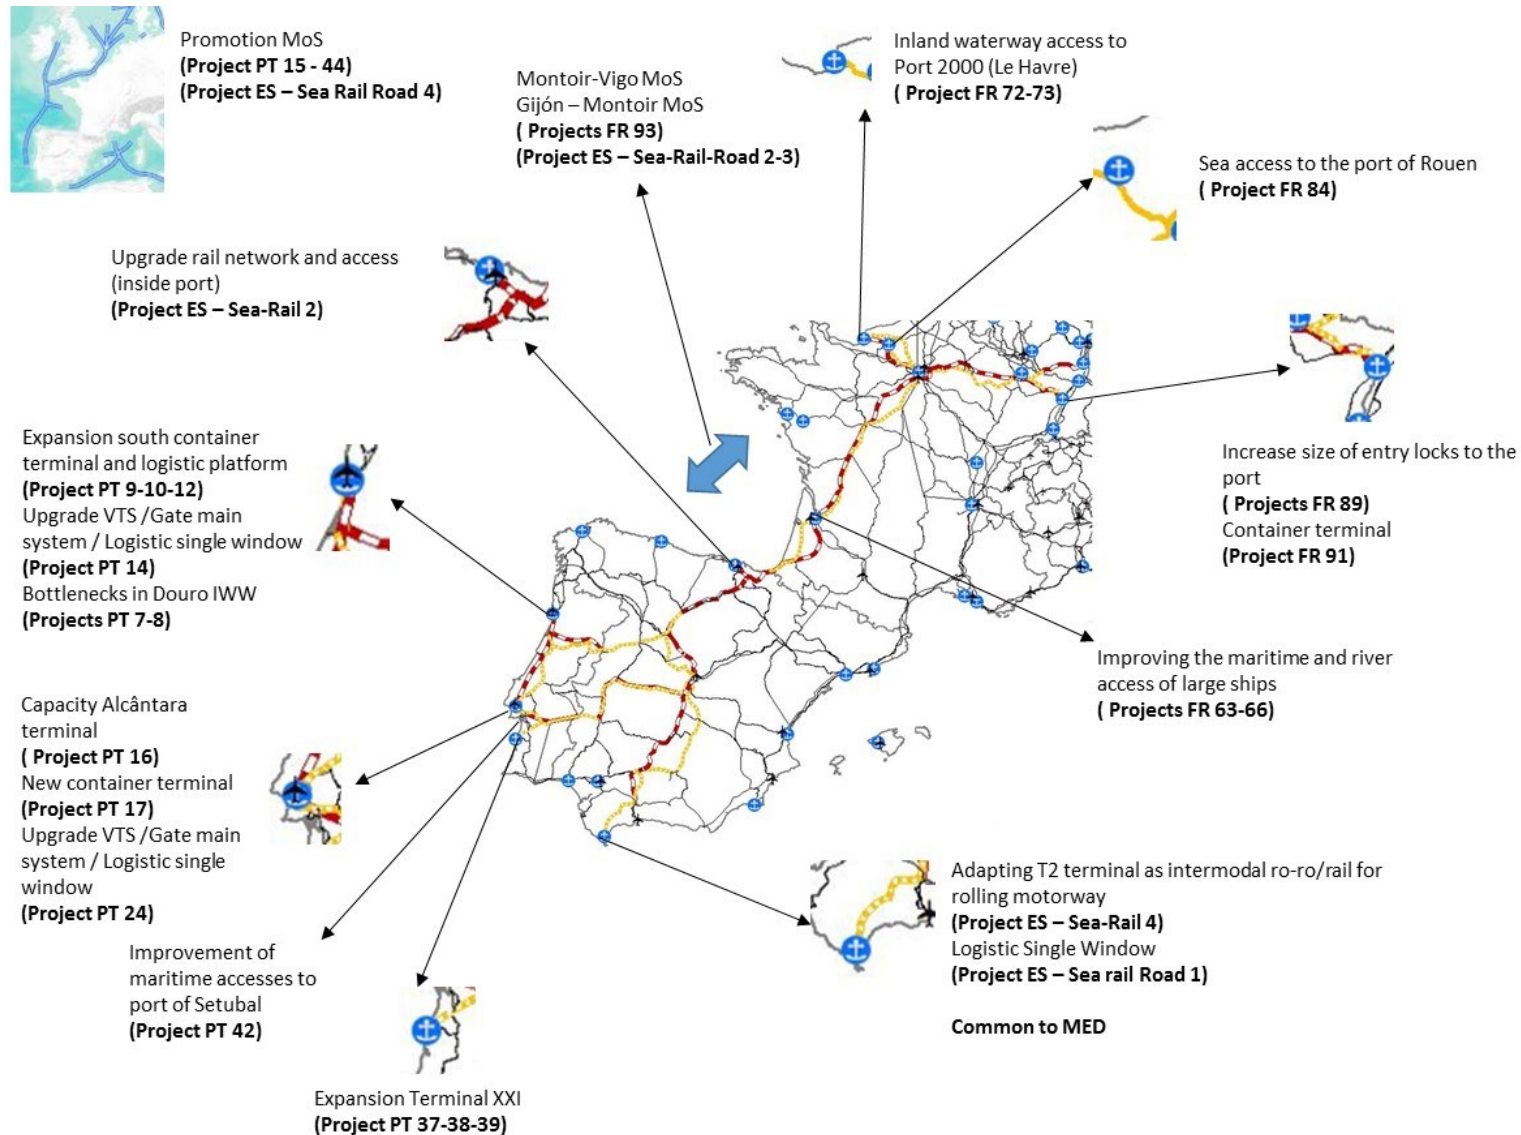 Promotion MoS
(Project PT 15 - 44)
(Project ES – Sea Rail Road 4)
Montoir-Vigo MoS
Gijón – Montoir MoS
( Projects FR 93)
(Project ES – Sea-Rail-Road 2-3)
Inland waterway access to
Port 2000 (Le Havre)
( Project FR 72-73)
Sea access to the port of Rouen
( Project FR 84)
Upgrade rail network and access
(inside port)
(Project ES – Sea-Rail 2)
Expansion south container
terminal and logistic platform
(Project PT 9-10-12)
Upgrade VTS /Gate main
system / Logistic single window
(Project PT 14)
Bottlenecks in Douro IWW
(Projects PT 7-8)
Increase size of entry locks to the
port
( Projects FR 89)
Container terminal
(Project FR 91)
Improving the maritime and river
access of large ships
( Projects FR 63-66)
Capacity Alcântara
terminal
( Project PT 16)
New container terminal
(Project PT 17)
Upgrade VTS /Gate main
system / Logistic single
window
(Project PT 24)
Improvement of
maritime accesses to
port of Setubal
(Project PT 42)
Expansion Terminal XXI
(Project PT 37-38-39)
Adapting T2 terminal as intermodal ro-ro/rail for
rolling motorway
(Project ES – Sea-Rail 4)
Logistic Single Window
(Project ES – Sea rail Road 1)
Common to MED